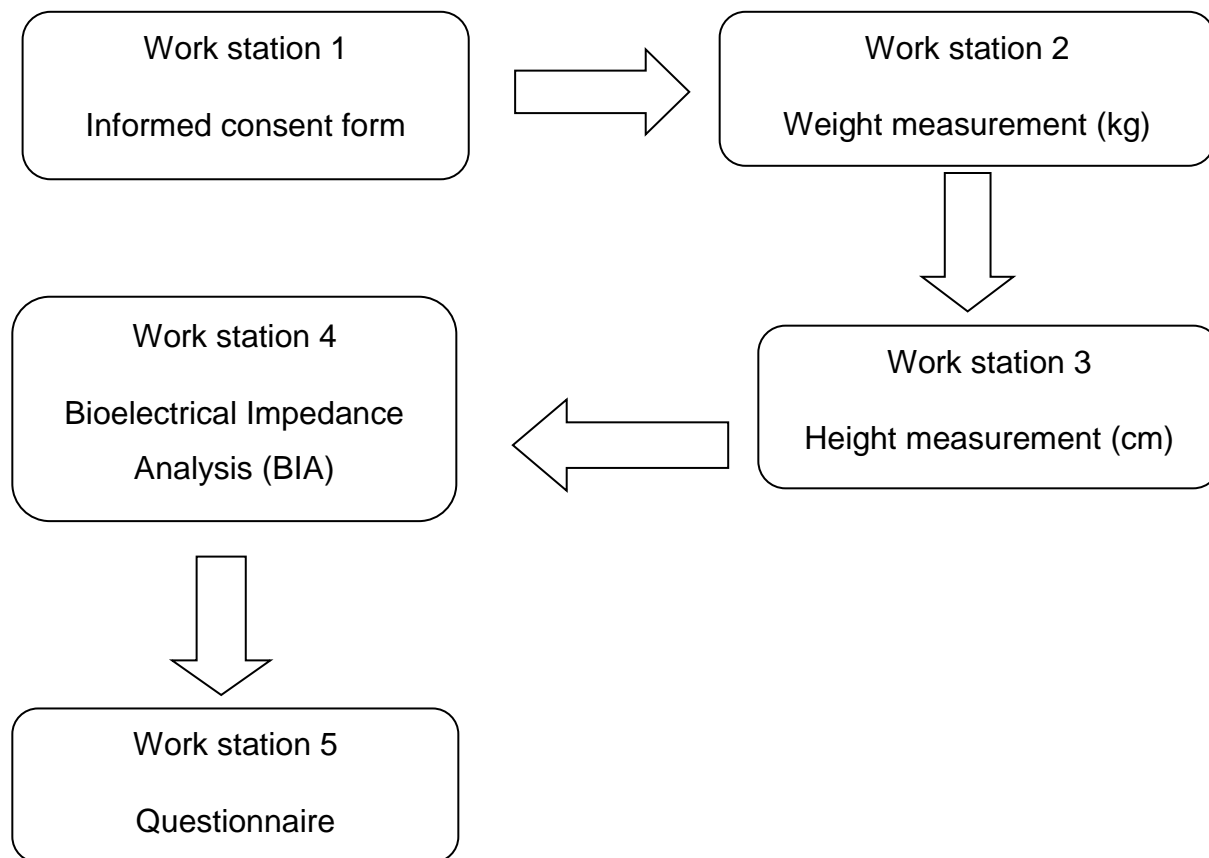 Work station 1
Informed consent form
Work station 2
Weight measurement (kg)
Work station 3
Height measurement (cm)
Work station 4
Bioelectrical Impedance
Analysis (BIA)
Work station 5
Questionnaire